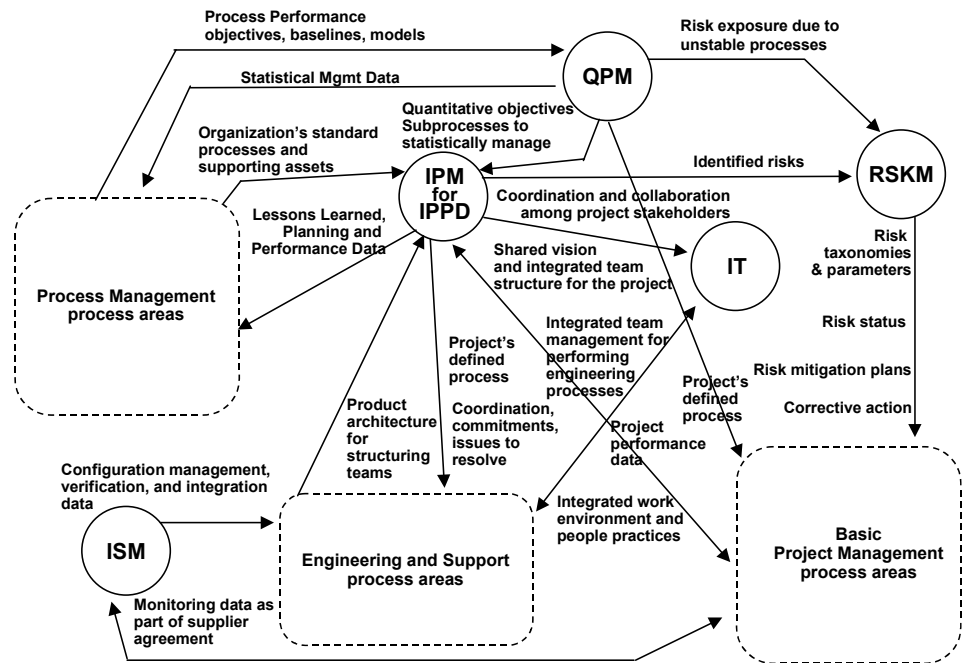 Process Performance
objectives, baselines, models
Risk exposure due to
unstable processes
QPM
Statistical Mgmt Data
Quantitative objectives
Subprocesses to
statistically manage
Organization's standard
processes and
supporting assets
IPM
for
IPPD
Identified risks
RSKM
Coordination and collaboration
among project stakeholders
Lessons Learned,
Planning and
Performance Data
Shared vision
and integrated team
structure for the project
IT
Risk
taxonomies
& parameters
Process Management
process areas
Risk status
Integrated team
management for
performing
engineering
processes
Project's
defined
process
Risk mitigation plans
Project's
defined
process
Corrective action
Product
architecture
for
structuring
teams
Coordination,
commitments,
issues to
resolve
Project
performance
data
Configuration management,
verification, and integration
data
Integrated work
environment and
people practices
ISM
Engineering and Support
process areas
Basic
Project Management
process areas
Monitoring data as
part of supplier
agreement